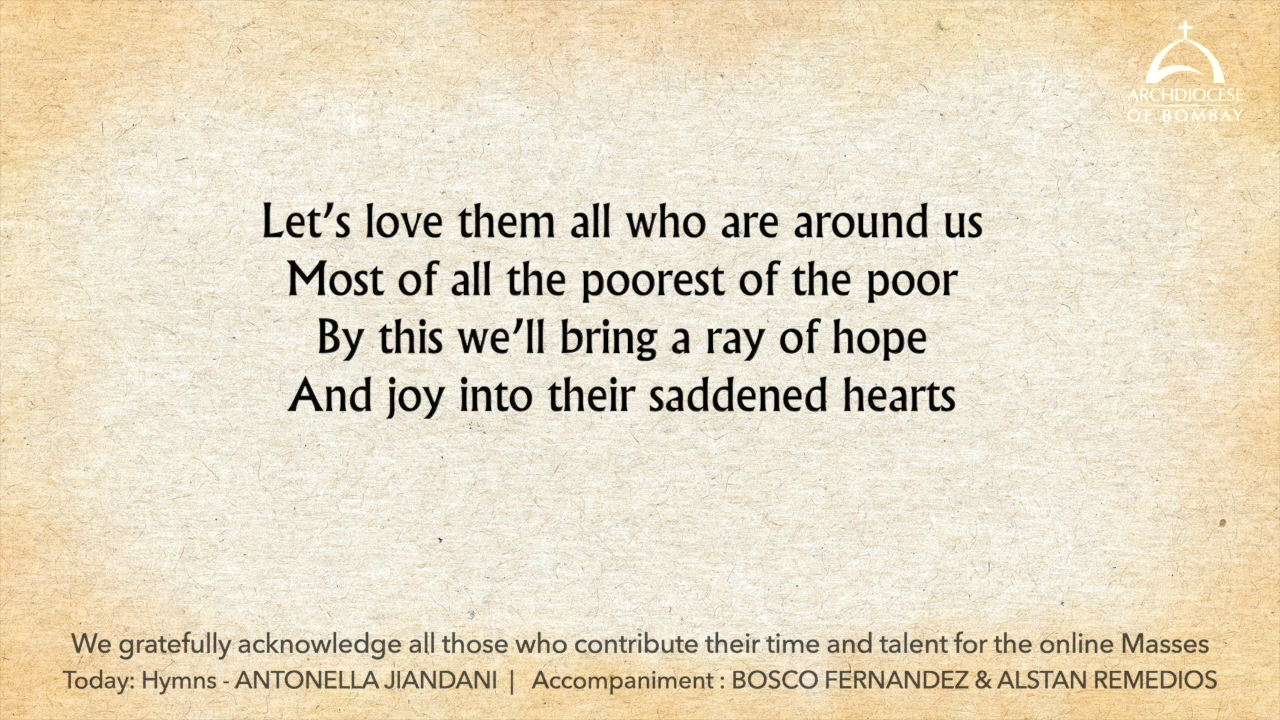 ARCHDIOCESE
OF BOMBAY
Let's love them all who are around us
Most of all the poorest of the poor
By this we'll bring a ray of hope
And joy into their saddened hearts
We gratefully acknowledge all those who contribute their time and talent for the online Masses
Today: Hymns - ANTONELLA JIANDANI | Accompaniment : BOSCO FERNANDEZ & ALSTAN REMEDIOS